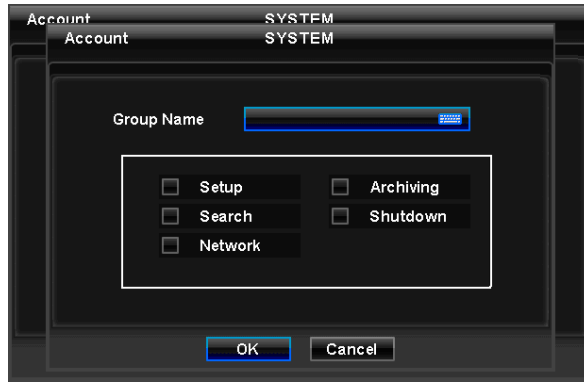 Account SYSTEM
Account SYSTEM
Group Name
Setup Archiving
Search Shutdown
Network
OK Cancel